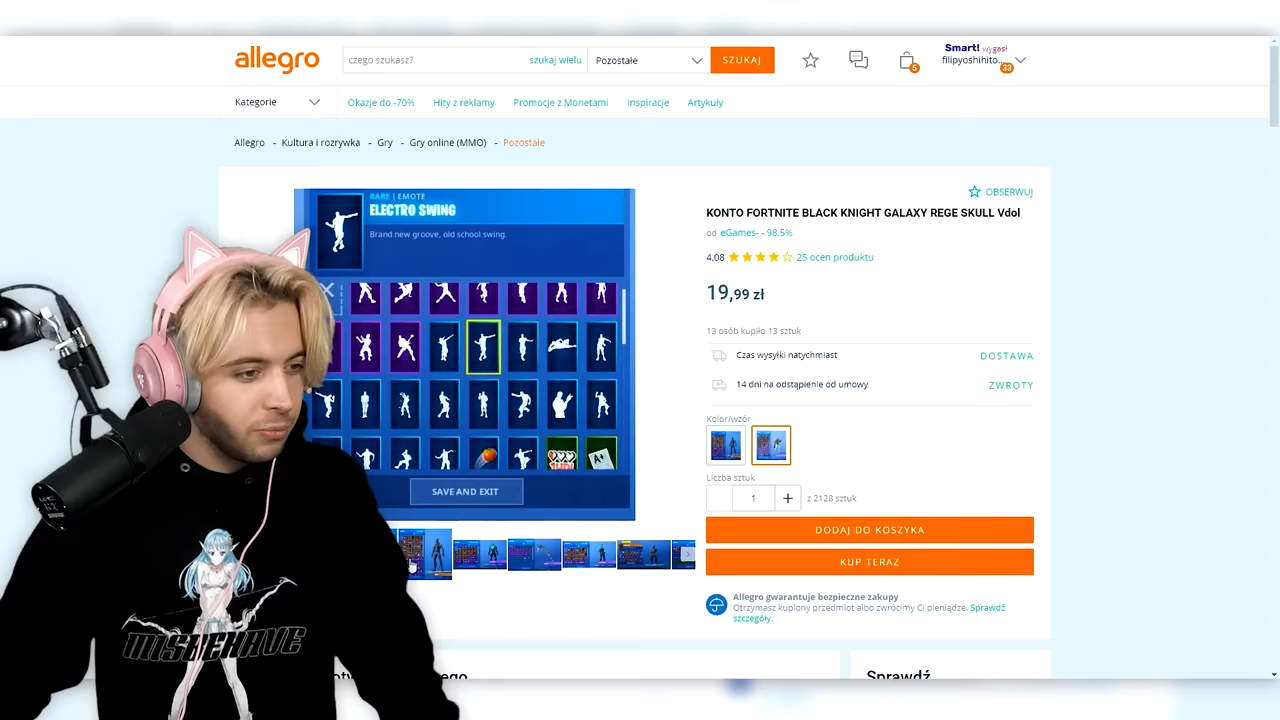 allegro
czego szukasz?
szukaj wielu
Pozostałe
SZUKAJ
5
Smart! wygasł
filipyoshihito...
33
Kategorie
Okazje do -70%
Hity z reklamy
Promocje z Monetami
Inspiracje
Artykuły
Allegro - Kultura i rozrywka - Gry - Gry online (MMO) - Pozostałe
RARE | EMOTE
ELECTRO SWING
Brand new groove, old school swing.
SAVE AND EXIT
OBSERWUJ
KONTO FORTNITE BLACK KNIGHT GALAXY REGE SKULL Vdol
od eGames- - 98,5%
4,08 25 ocen produktu
19,99 zł
13 osób kupiło 13 sztuk
Czas wysyłki natychmiast
DOSTAWA
14 dni na odstąpienie od umowy
ZWROTY
Kolor/wzór
Liczba sztuk
1 + z 2128 sztuk
DODAJ DO KOSZYKA
KUP TERAZ
Allegro gwarantuje bezpieczne zakupy
Otrzymasz kupiony przedmiot albo zwrócimy Ci pieniądze. Sprawdź
szczegóły.
Sprawdź
MISBEHAVE